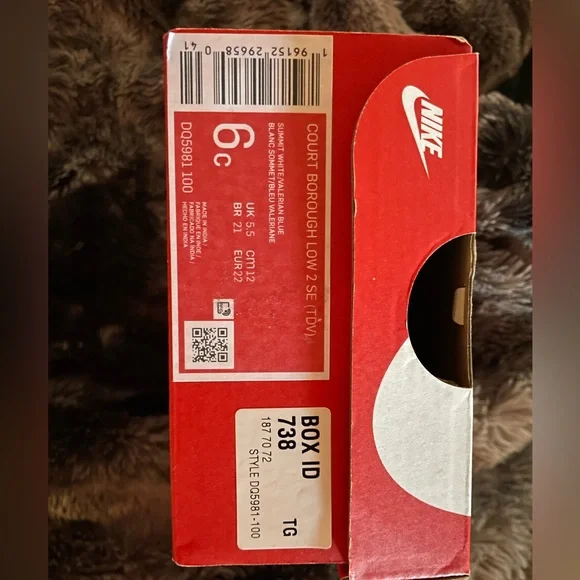 NIKE
COURT BOROUGH LOW 2 SE (TDV)
SUMMIT WHITE/VALERIAN BLUE
BLANC SOMMET/BLEU VALERIANE
6c
UK 5.5 cm 12
BR 21 EUR 22
MADE IN INDIA /
FABRIQUE EN INDE /
FABRICADO NA INDIA /
HECHO EN INDIA
DQ5981 100
1 96152 29658 0 41
BOX ID
738 TG
187 70 72
STYLE DQ5981-100